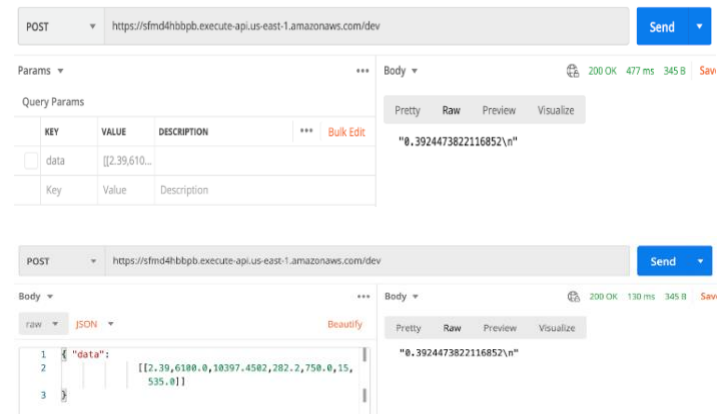 POST https://sfmd4hbbpb.execute-api.us-east-1.amazonaws.com/dev Send
Params ••• Body 200 OK 477 ms 345 B Save
Query Params
Pretty Raw Preview Visualize
KEY VALUE DESCRIPTION ••• Bulk Edit
"0.3924473822116852\n"
data [[2.39,610...
Key Value Description
POST https://sfmd4hbbpb.execute-api.us-east-1.amazonaws.com/dev Send
Body ••• Body 200 OK 130 ms 345 B Save
raw JSON Beautify
Pretty Raw Preview Visualize
1 { "data":
"0.3924473822116852\n"
2 [[2.39,6100.0,10397.4502,282.2,750.0,15,
535.0]]
3 }